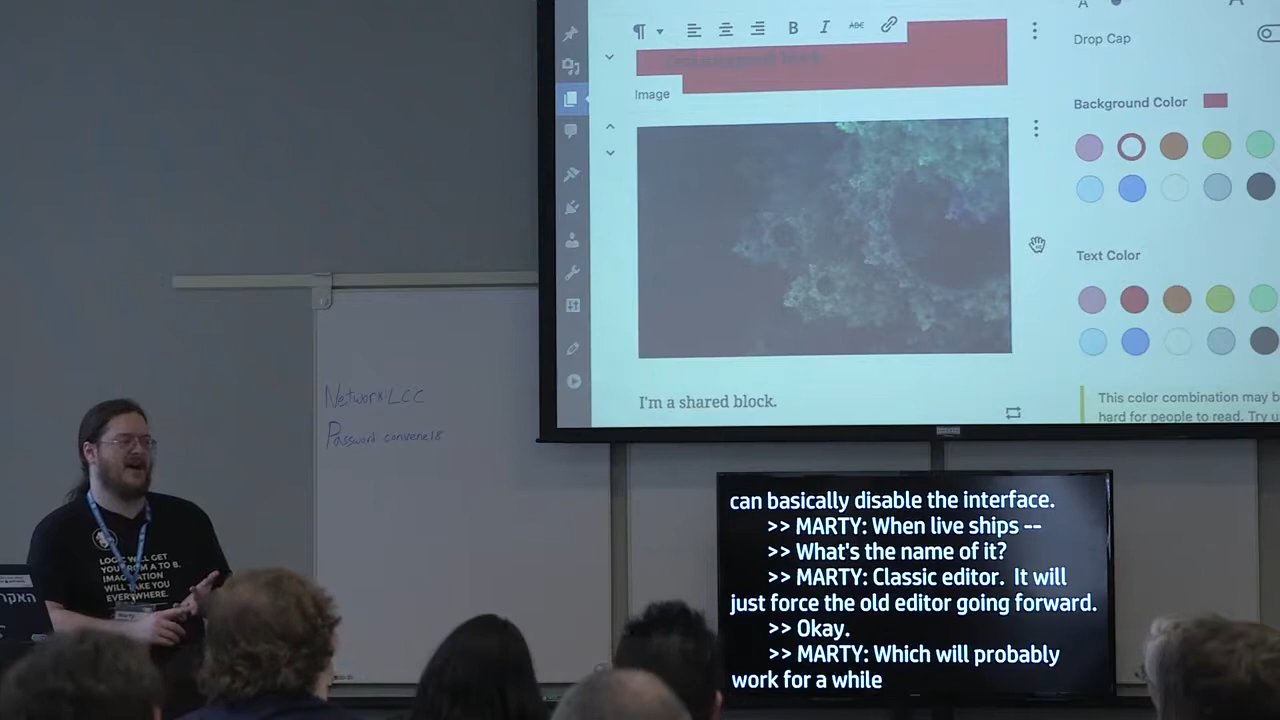 B I ABC
Image
I'm a shared block.
Drop Cap
Background Color
Text Color
This color combination may b
hard for people to read. Try u
Network: LCC
Password convene18
LOGIC WILL GET
YOU FROM A TO B.
IMAGINATION
WILL TAKE YOU
EVERYWHERE.
can basically disable the interface.
>> MARTY: When live ships --
>> What's the name of it?
>> MARTY: Classic editor. It will
just force the old editor going forward.
>> Okay.
>> MARTY: Which will probably
work for a while